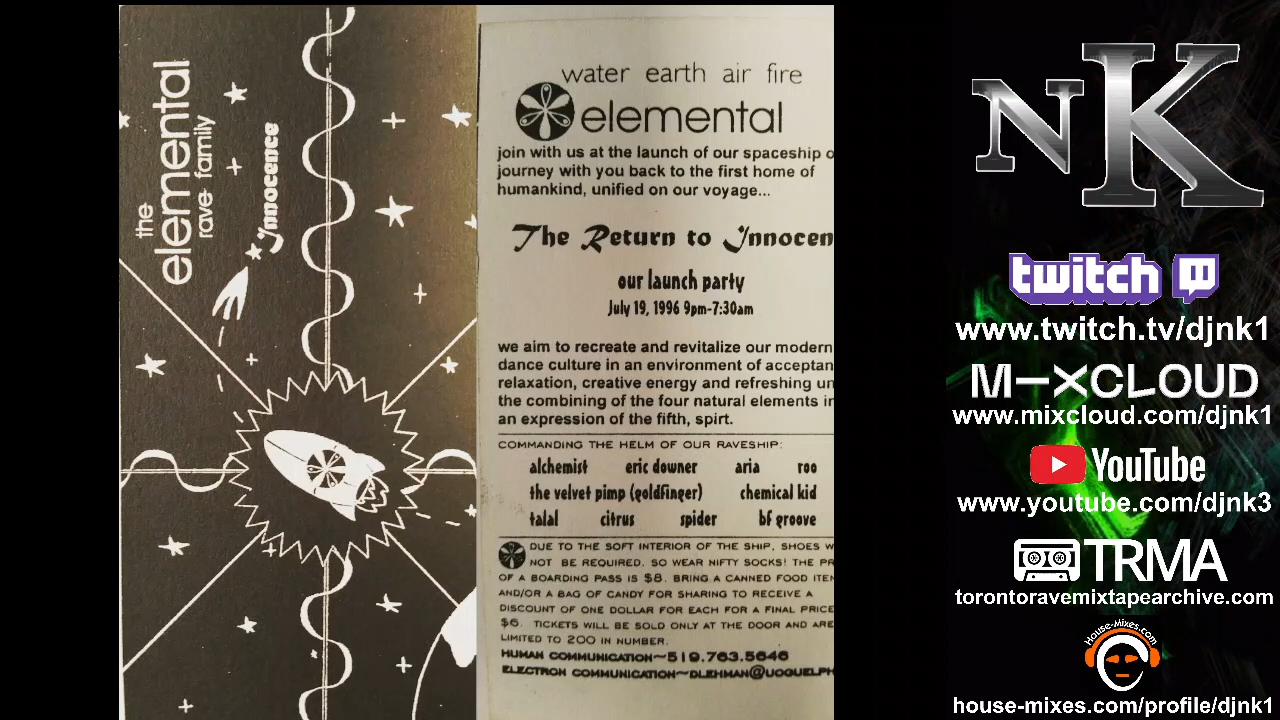 the
elemental
rave family
Innocence
water earth air fire
elemental
join with us at the launch of our spaceship o
journey with you back to the first home of
humankind, unified on our voyage...
The Return to Innocen
our launch party
July 19, 1996 9pm-7:30am
we aim to recreate and revitalize our modern
dance culture in an environment of acceptan
relaxation, creative energy and refreshing un
the combining of the four natural elements in
an expression of the fifth, spirt.
COMMANDING THE HELM OF OUR RAVESHIP:
alchemist eric downer aria roo
the velvet pimp (goldfinger) chemical kid
talal citrus spider bf groove
DUE TO THE SOFT INTERIOR OF THE SHIP, SHOES W
NOT BE REQUIRED. SO WEAR NIFTY SOCKS! THE PR
OF A BOARDING PASS IS $8. BRING A CANNED FOOD ITEM
AND/OR A BAG OF CANDY FOR SHARING TO RECEIVE A
DISCOUNT OF ONE DOLLAR FOR EACH FOR A FINAL PRICE
$6. TICKETS WILL BE SOLD ONLY AT THE DOOR AND ARE
LIMITED TO 200 IN NUMBER.
HUMAN COMMUNICATION~519.763.5646
ELECTRON COMMUNICATION~DLEHMAN@UOGUELPH
NK
twitch
www.twitch.tv/djnk1
MIXCLOUD
www.mixcloud.com/djnk1
YouTube
www.youtube.com/djnk3
TRMA
torontoravemixtapearchive.com
House-Mixes.com
house-mixes.com/profile/djnk1